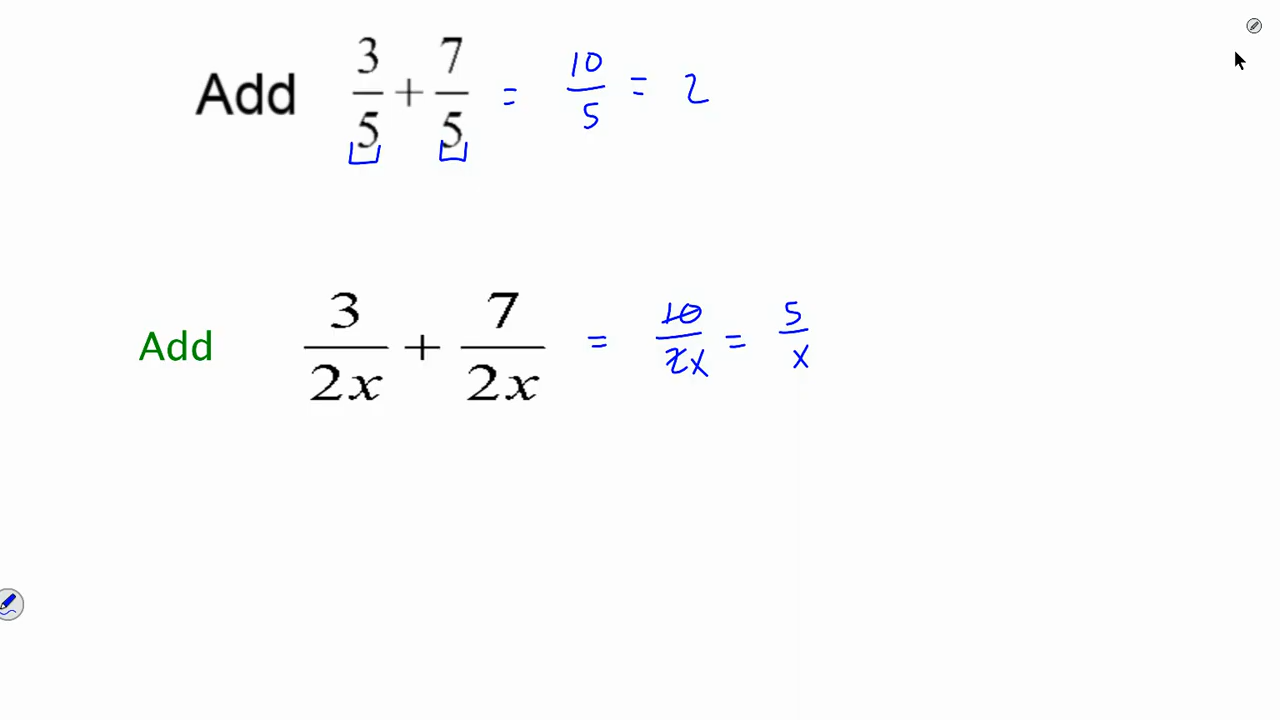 Add 3/5 + 7/5 = 10/5 = 2
Add 3/2x + 7/2x = 10/2x = 5/x